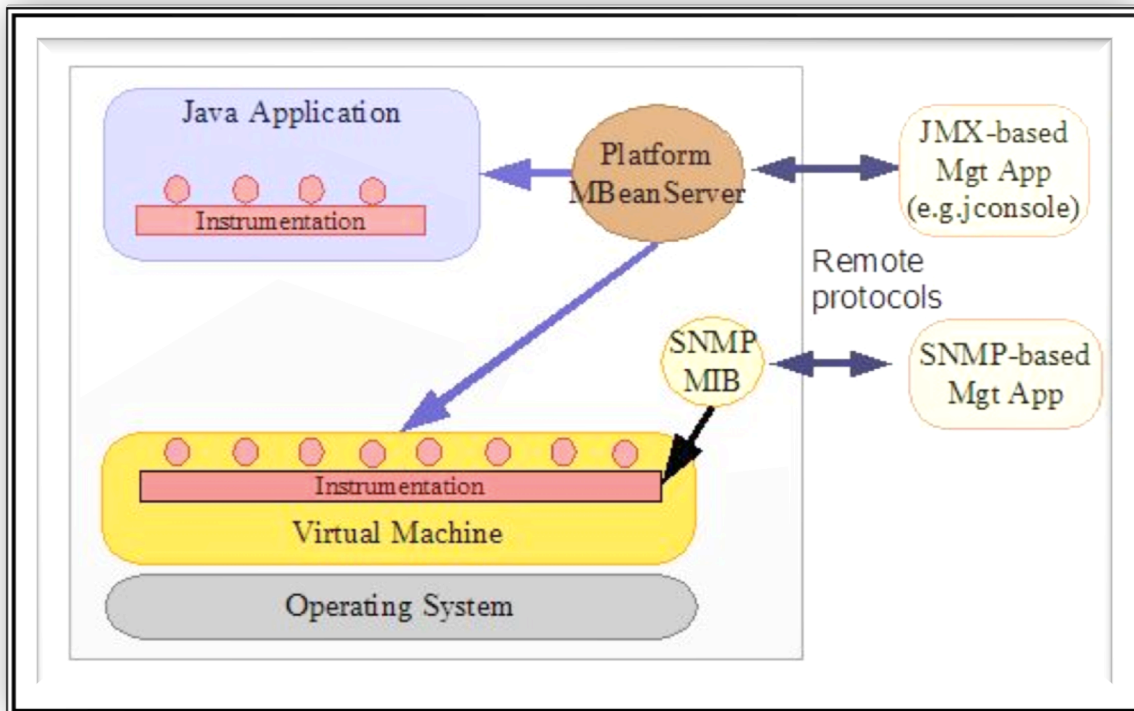 Java Application
Instrumentation
Platform
MBeanServer
JMX-based
Mgt App
(e.g.jconsole)
Remote
protocols
SNMP
MIB
SNMP-based
Mgt App
Instrumentation
Virtual Machine
Operating System